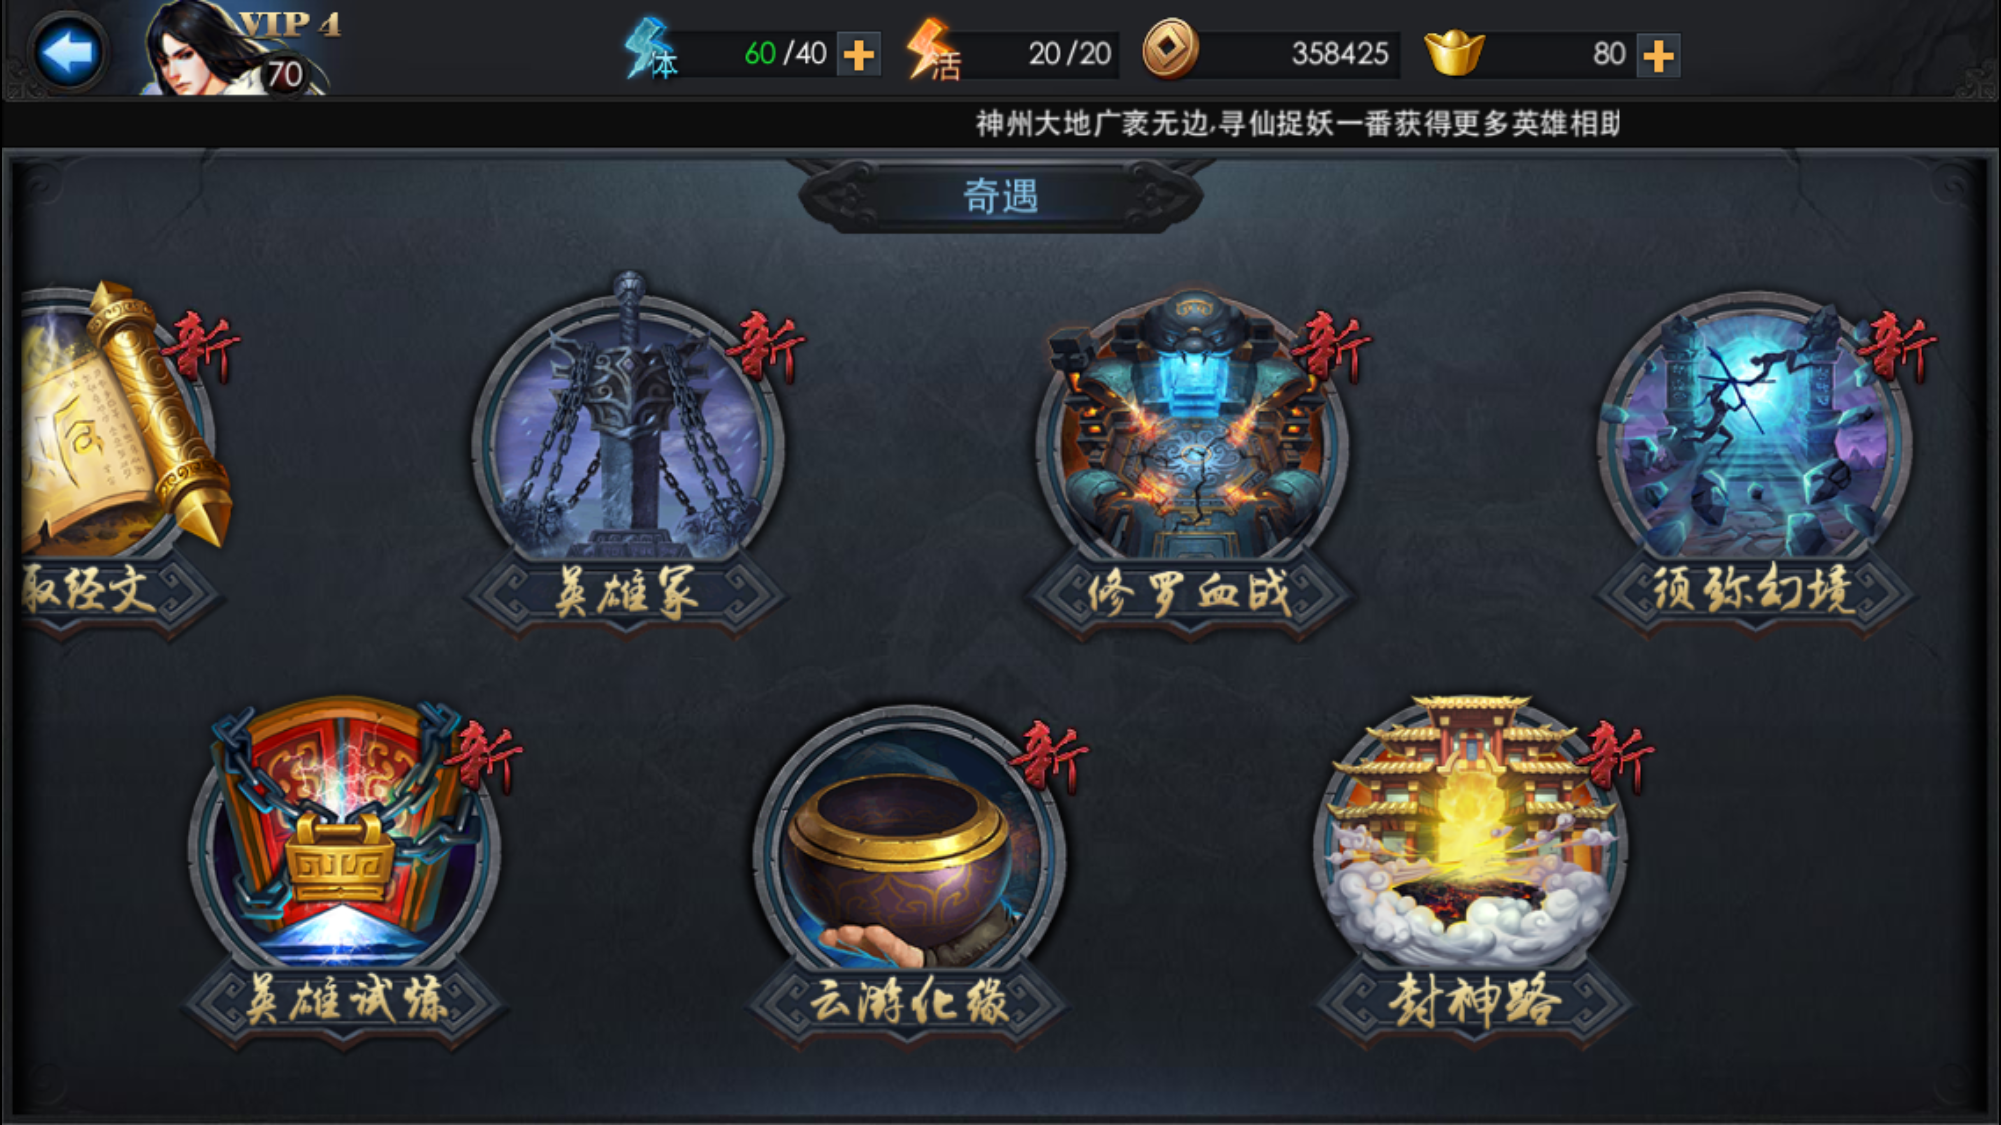 VIP 4
70
体 60/40
活 20/20
358425
80
神州大地广袤无边,寻仙捉妖一番获得更多英雄相助
奇遇
新
新
新
新
取经文
英雄冢
修罗血战
须弥幻境
新
新
新
英雄试炼
云游化缘
封神路